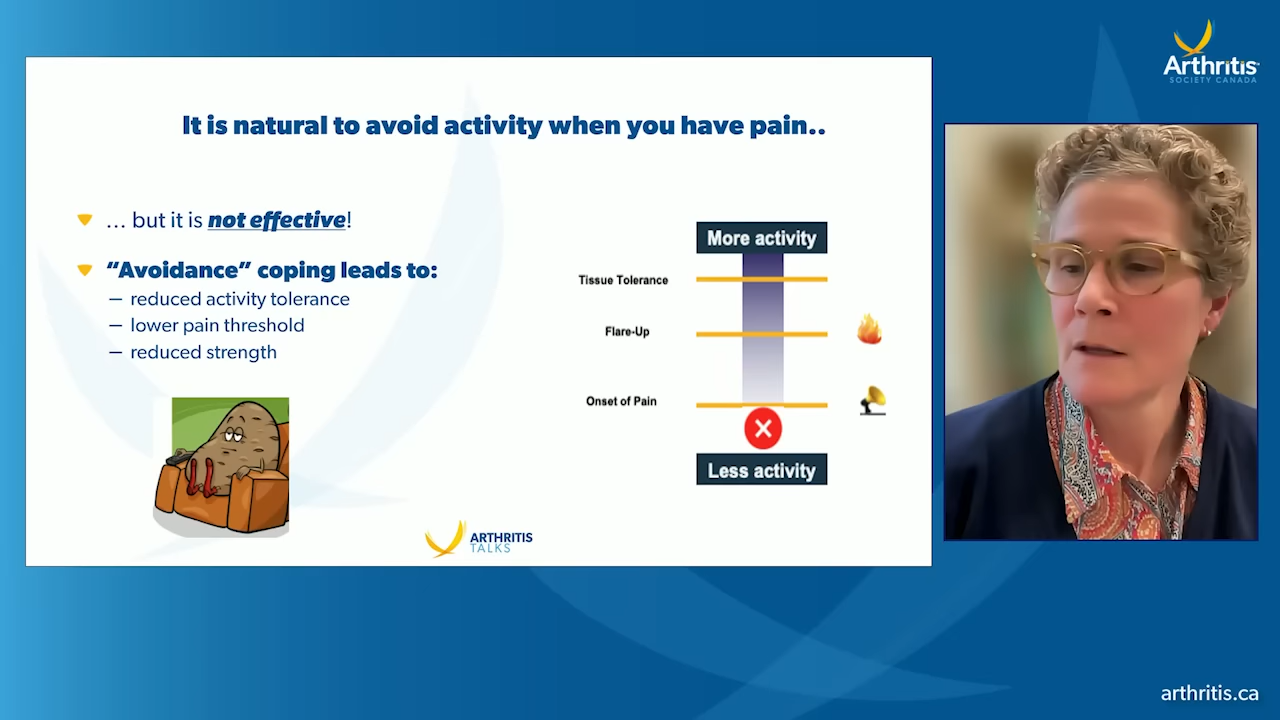 Arthritis
SOCIETY CANADA
It is natural to avoid activity when you have pain..
… but it is not effective!
“Avoidance” coping leads to:
– reduced activity tolerance
– lower pain threshold
– reduced strength
More activity
Tissue Tolerance
Flare-Up
Onset of Pain
Less activity
ARTHRITIS
TALKS
arthritis.ca